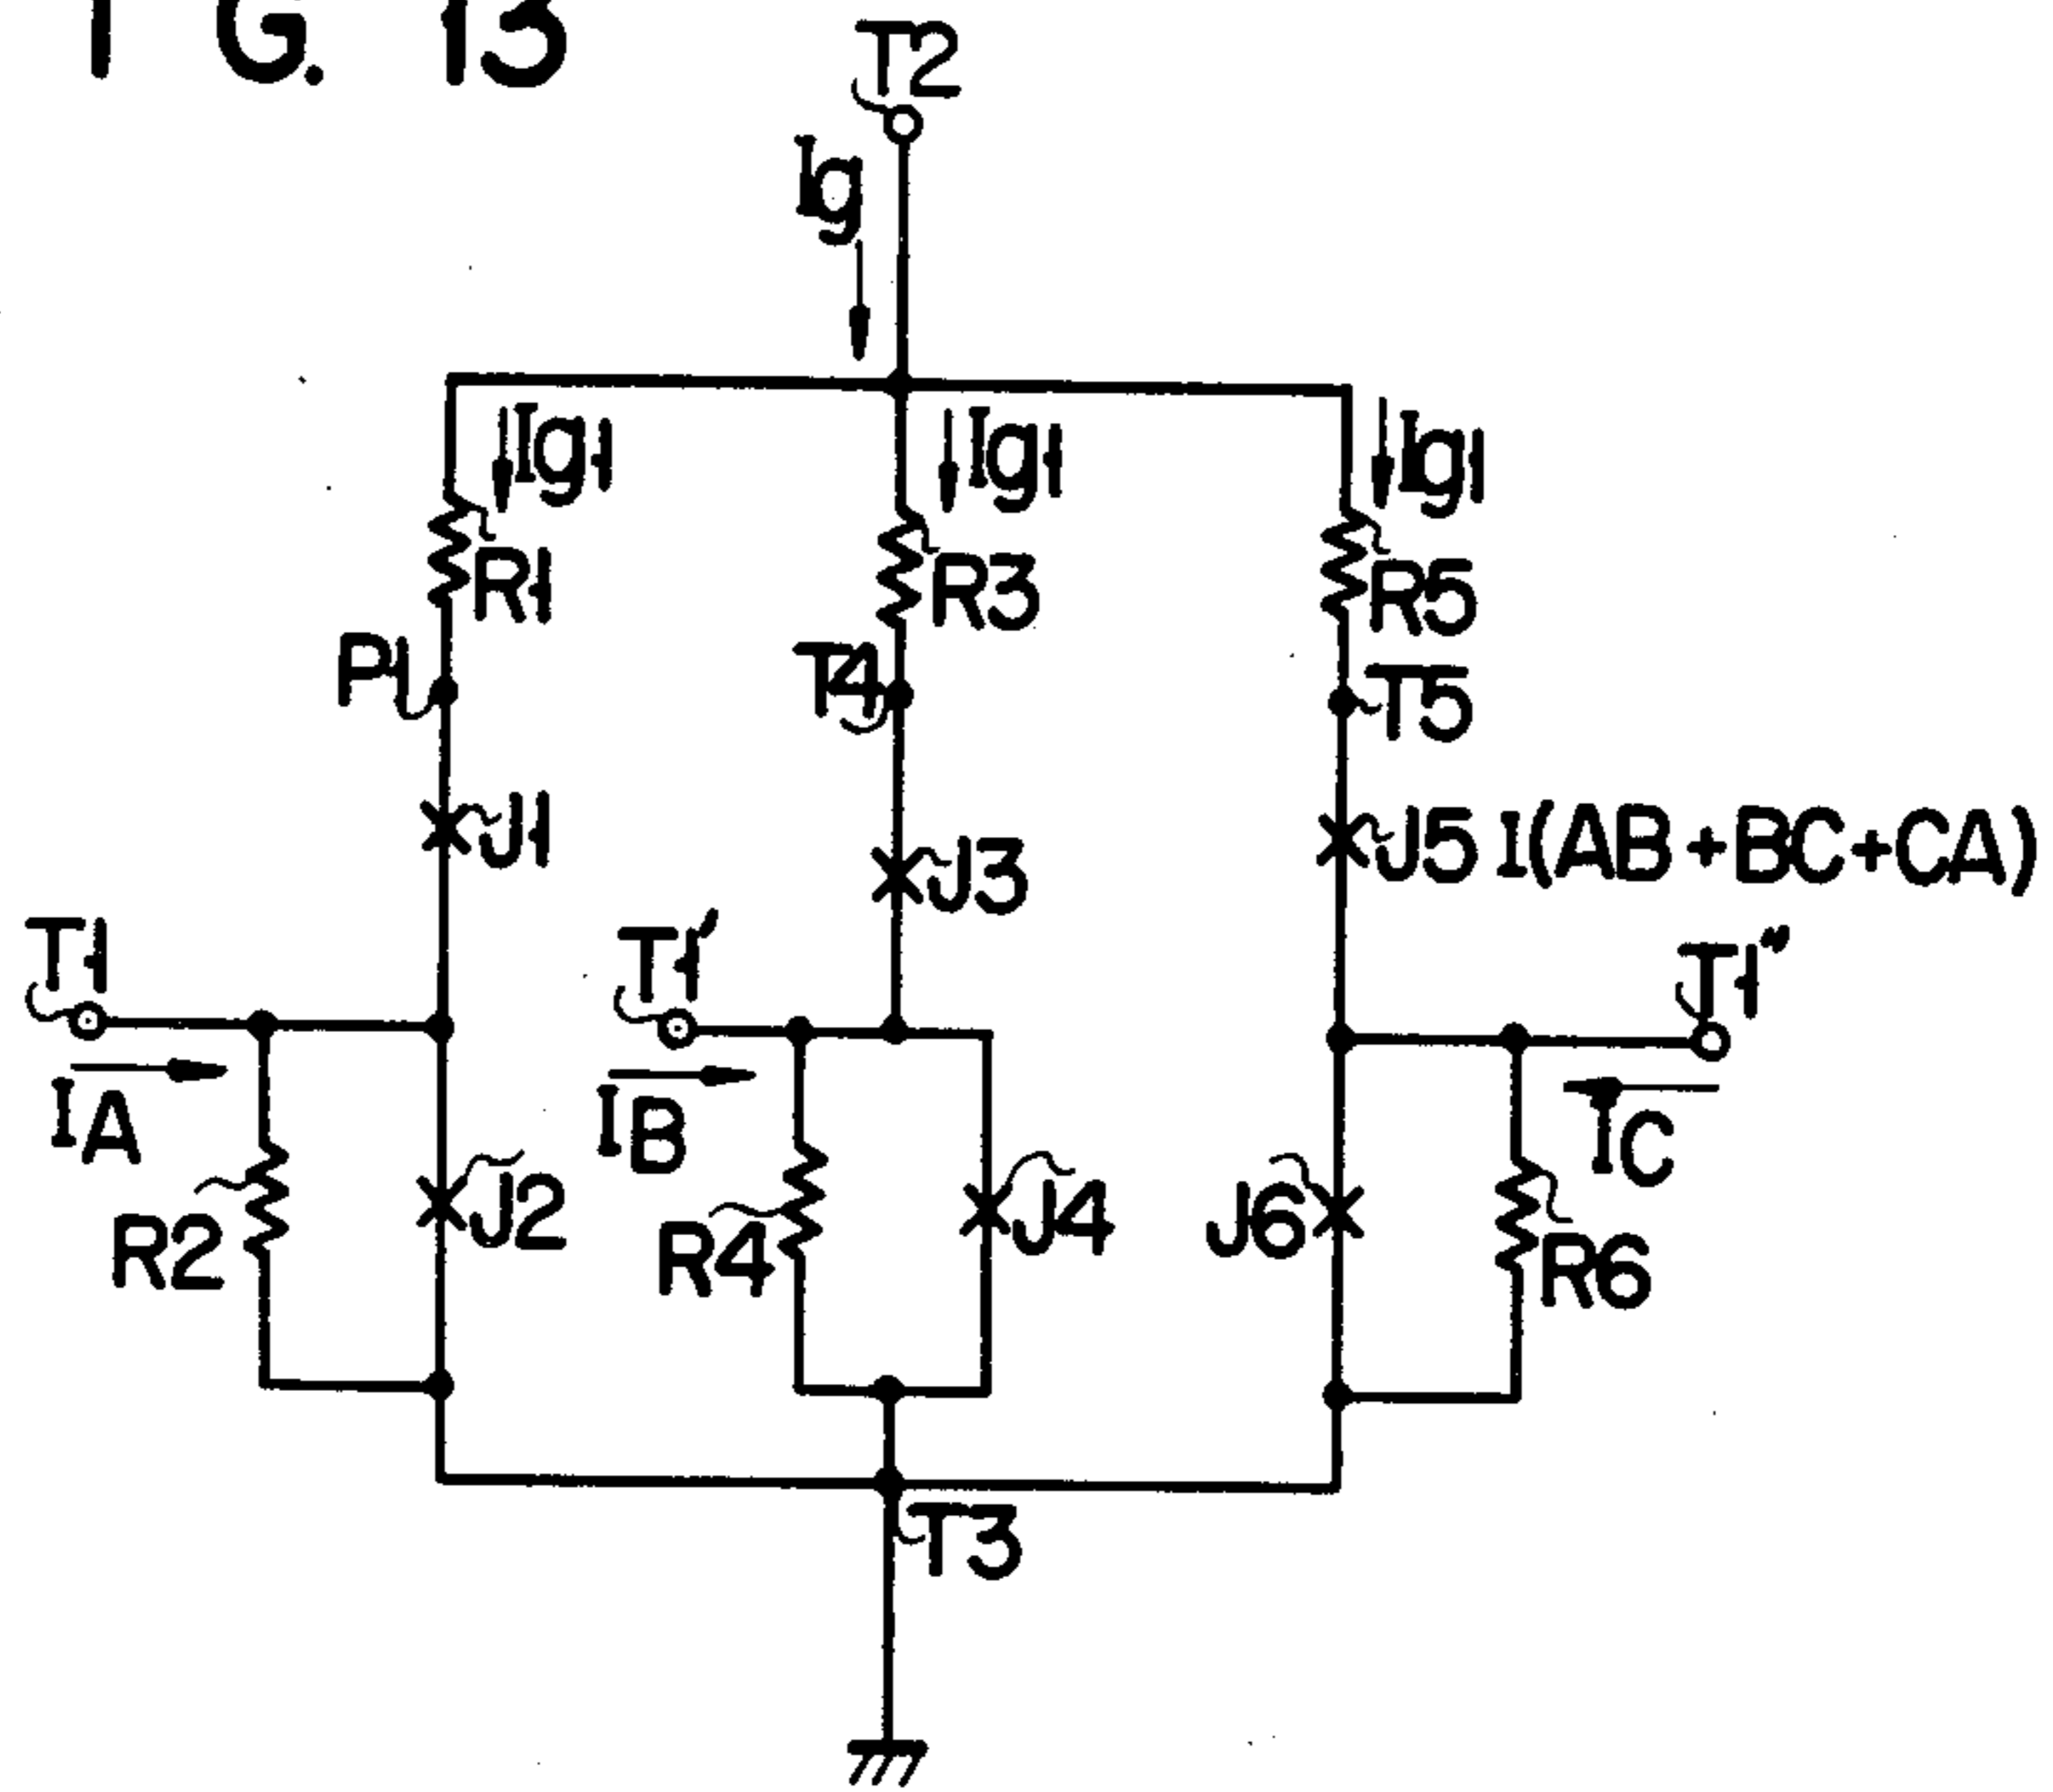 I G. 13
T2
Ig
Ig1
Ig1
Ig1
R1
R3
R5
P1
T4
T5
J1
J3
J5 I(AB+BC+CA)
T1
T1'
T1"
IA
IB
IC
R2
J2
R4
J4
J6
R6
T3